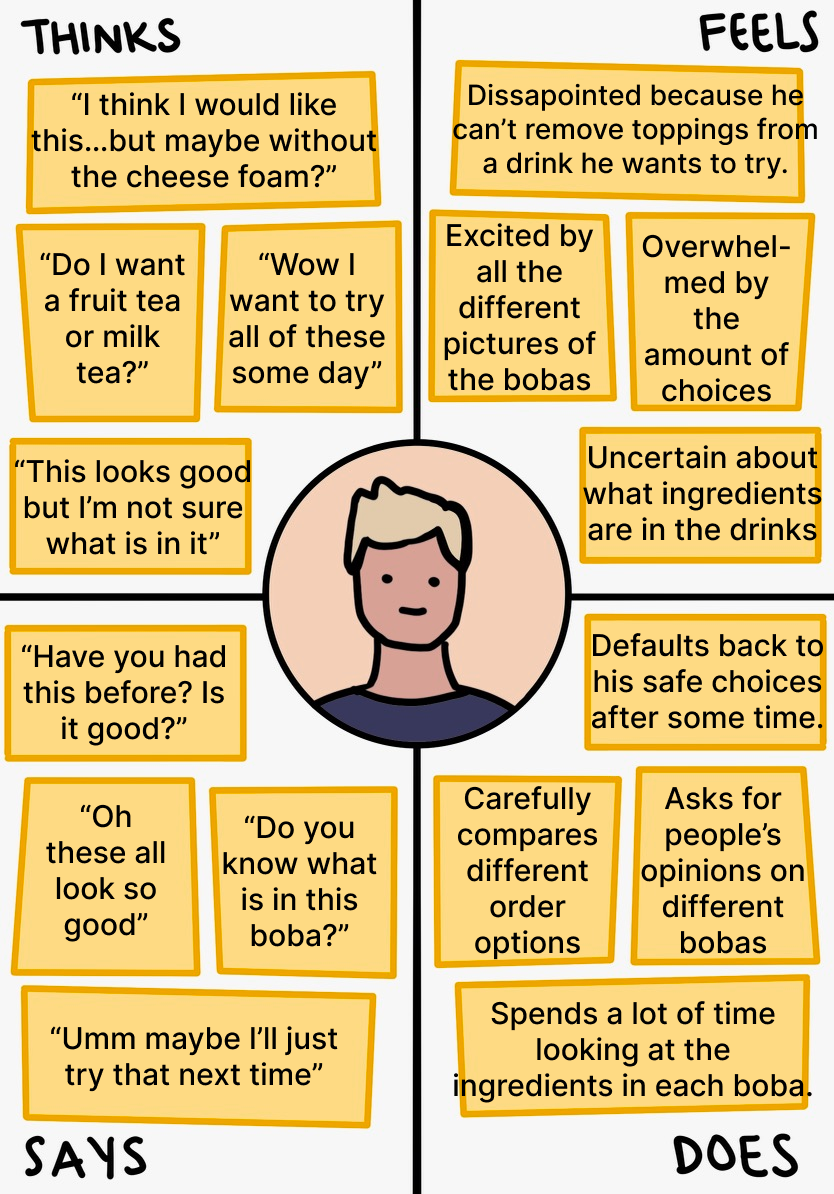 THINKS
“I think I would like
this...but maybe without
the cheese foam?”
“Do I want
a fruit tea
or milk
tea?”
“Wow I
want to try
all of these
some day”
“This looks good
but I’m not sure
what is in it”
FEELS
Dissapointed because he
can’t remove toppings from
a drink he wants to try.
Excited by
all the
different
pictures of
the bobas
Overwhel-
med by
the
amount of
choices
Uncertain about
what ingredients
are in the drinks
“Have you had
this before? Is
it good?”
“Oh
these all
look so
good”
“Do you
know what
is in this
boba?”
“Umm maybe I’ll just
try that next time”
SAYS
Defaults back to
his safe choices
after some time.
Carefully
compares
different
order
options
Asks for
people’s
opinions on
different
bobas
Spends a lot of time
looking at the
ingredients in each boba.
DOES